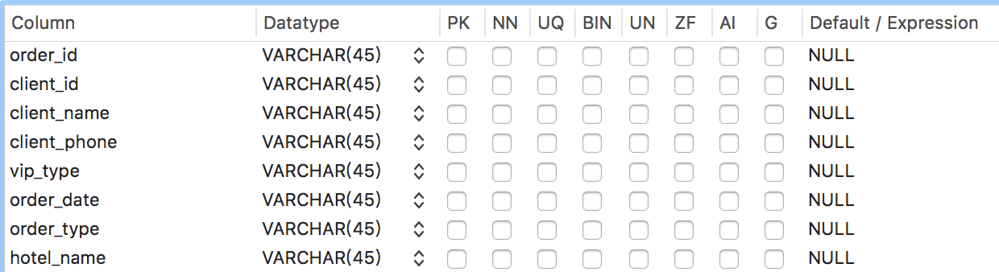 Column Datatype PK NN UQ BIN UN ZF AI G Default / Expression
order_id VARCHAR(45) NULL
client_id VARCHAR(45) NULL
client_name VARCHAR(45) NULL
client_phone VARCHAR(45) NULL
vip_type VARCHAR(45) NULL
order_date VARCHAR(45) NULL
order_type VARCHAR(45) NULL
hotel_name VARCHAR(45) NULL